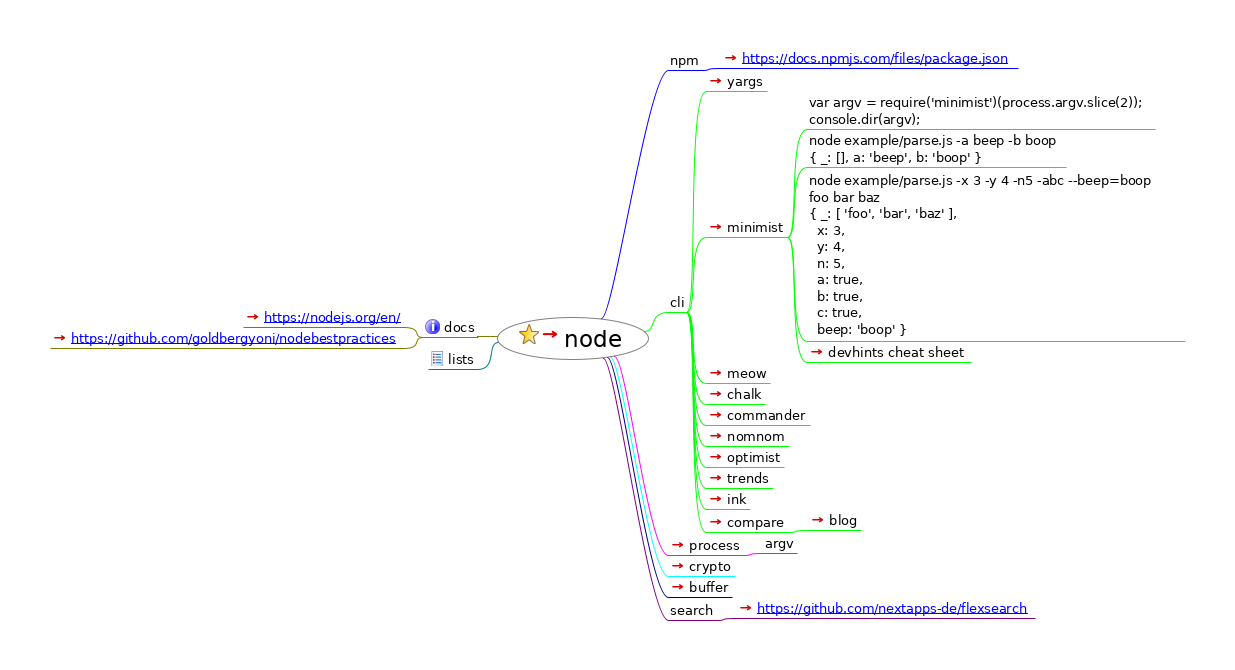 npm
https://docs.npmjs.com/files/package.json
yargs
var argv = require('minimist')(process.argv.slice(2));
console.dir(argv);
node example/parse.js -a beep -b boop
{ _: [], a: 'beep', b: 'boop' }
node example/parse.js -x 3 -y 4 -n5 -abc --beep=boop
foo bar baz
{ _: [ 'foo', 'bar', 'baz' ],
minimist
x: 3,
y: 4,
n: 5,
a: true,
b: true,
c: true,
beep: 'boop' }
devhints cheat sheet
cli
https://nodejs.org/en/
docs
https://github.com/goldbergyoni/nodebestpractices
lists
node
meow
chalk
commander
nomnom
optimist
trends
ink
compare
blog
process
argv
crypto
buffer
search
https://github.com/nextapps-de/flexsearch